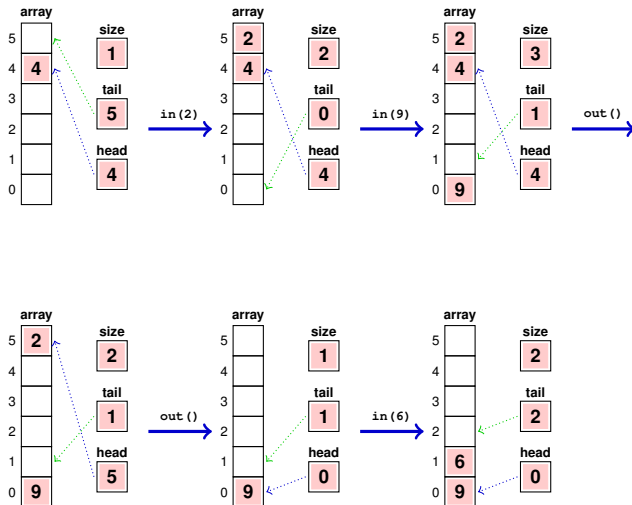 array array array
5 size 5 2 size 5 2 size
4 4 1 4 4 2 4 4 3
3 tail 3 tail 3 tail
5 in(2) 0 in(9) 1 out()
2 2 2
1 head 1 head 1 head
0 4 0 4 0 9 4
array array array
5 2 size 5 size 5 size
4 2 4 1 4 2
3 tail 3 tail 3 tail
1 out() 1 in(6) 2
2 2 2
1 head 1 head 1 6 head
0 9 5 0 9 0 0 9 0